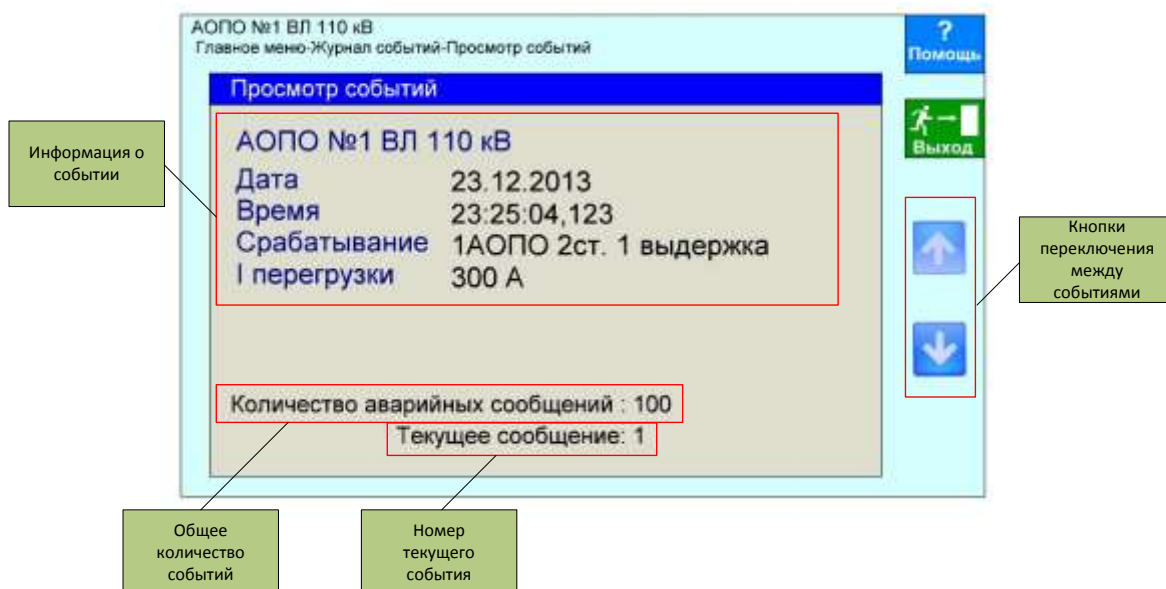 АОПО №1 ВЛ 110 кВ
Главное меню-Журнал событий-Просмотр событий
?
Помощь
Просмотр событий
Выход
АОПО №1 ВЛ 110 кВ
Дата 23.12.2013
Время 23:25:04,123
Срабатывание 1АОПО 2ст. 1 выдержка
I перегрузки 300 А
Информация о
событии
Кнопки
переключения
между
событиями
Количество аварийных сообщений : 100
Текущее сообщение: 1
Общее
количество
событий
Номер
текущего
события